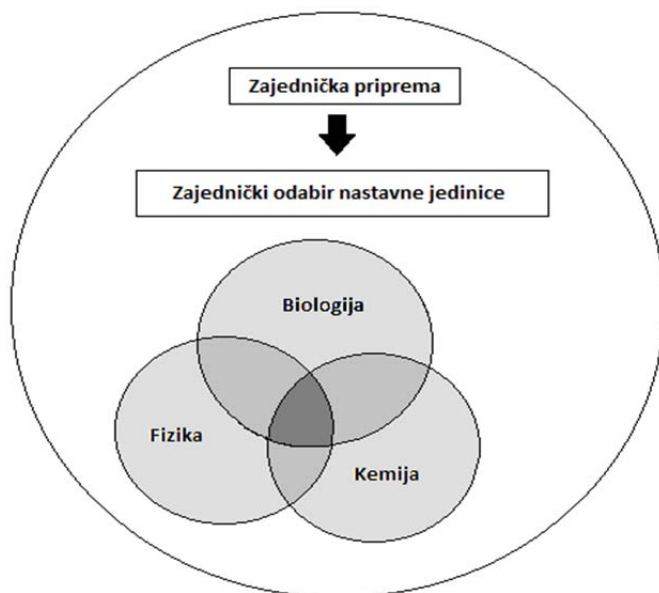 Zajednička priprema
Zajednički odabir nastavne jedinice
Biologija
Fizika
Kemija